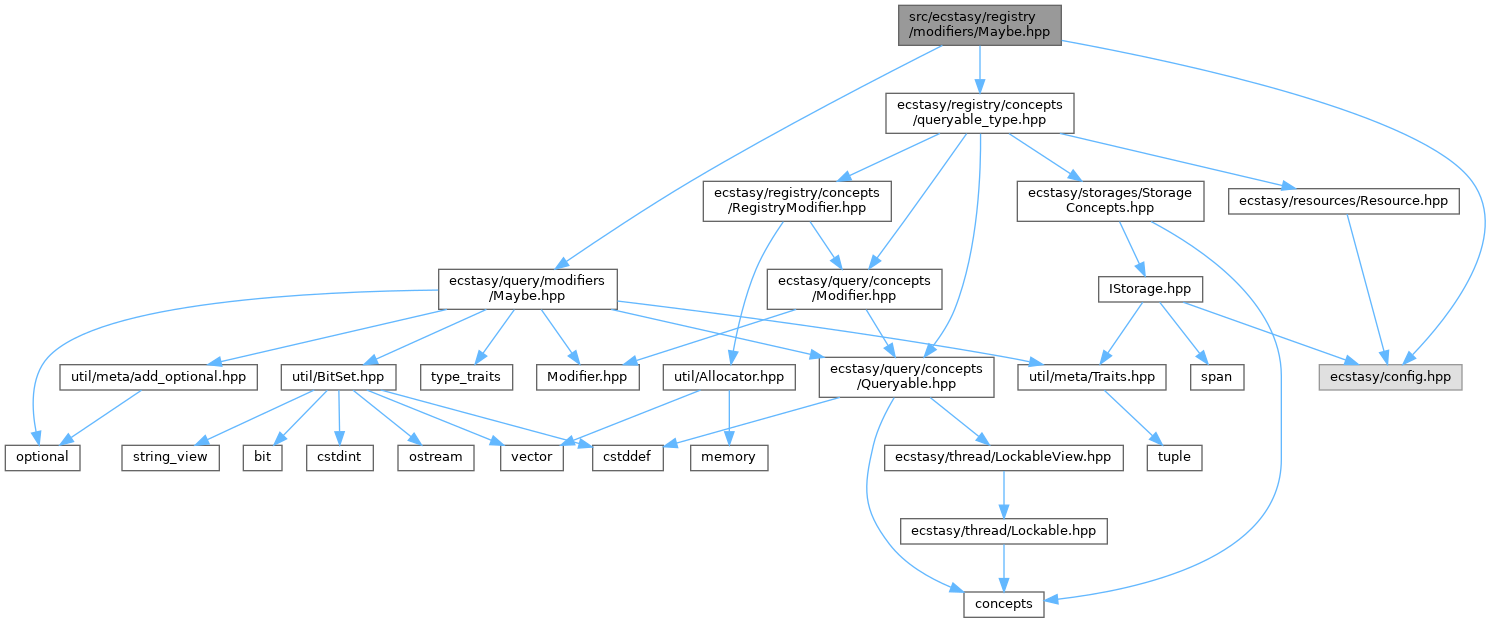 src/ecstasy/registry
/modifiers/Maybe.hpp
ecstasy/registry/concepts
/queryable_type.hpp
ecstasy/registry/concepts
/RegistryModifier.hpp
ecstasy/storages/Storage
Concepts.hpp
ecstasy/resources/Resource.hpp
ecstasy/query/modifiers
/Maybe.hpp
ecstasy/query/concepts
/Modifier.hpp
IStorage.hpp
util/meta/add_optional.hpp
util/BitSet.hpp
type_traits
Modifier.hpp
util/Allocator.hpp
ecstasy/query/concepts
/Queryable.hpp
util/meta/Traits.hpp
span
ecstasy/config.hpp
optional
string_view
bit
cstdint
ostream
vector
cstddef
memory
ecstasy/thread/LockableView.hpp
tuple
ecstasy/thread/Lockable.hpp
concepts